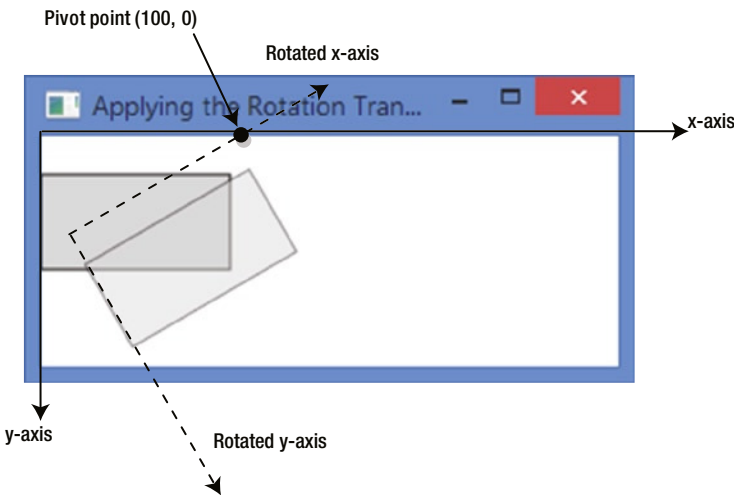 Pivot point (100, 0)
Rotated x-axis
Applying the Rotation Tran...
x-axis
y-axis
Rotated y-axis